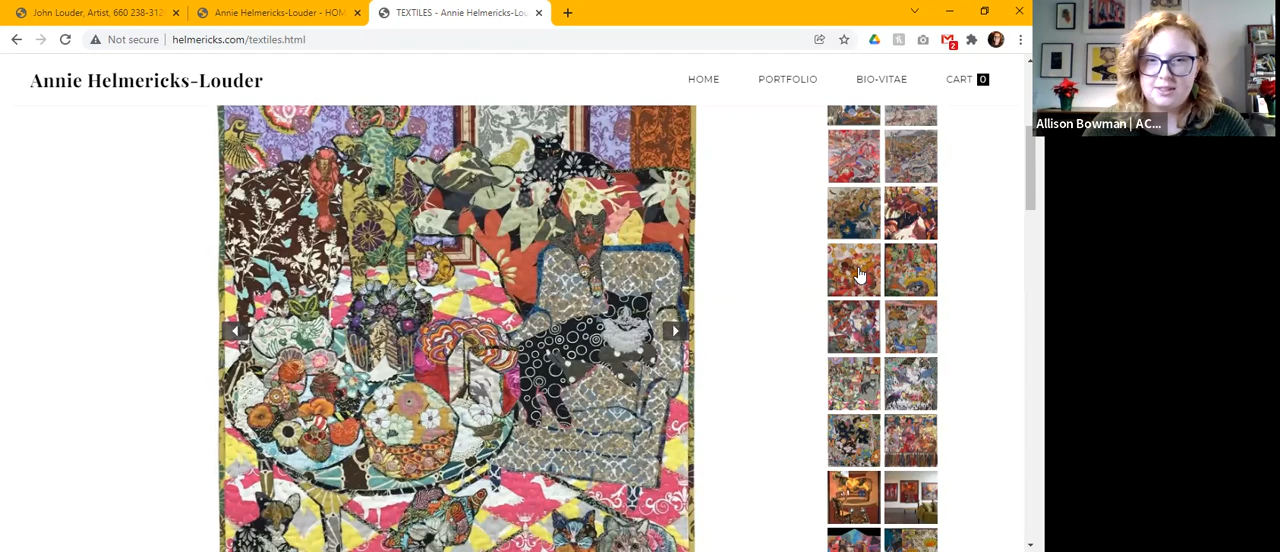 John Louder, Artist, 660 238-312
Annie Helmericks-Louder - HOM
TEXTILES - Annie Helmericks-Lou
Not secure
helmericks.com/textiles.html
2
Annie Helmericks-Louder
HOME
PORTFOLIO
BIO-VITAE
CART 0
Allison Bowman | AC...